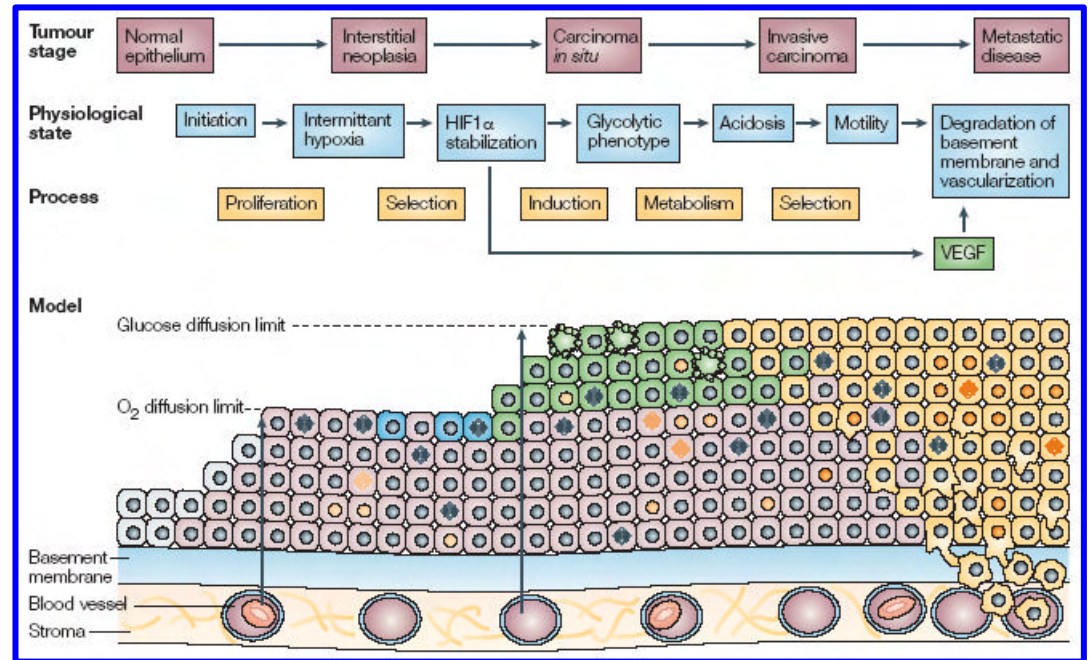 Tumour
stage
Normal
epithelium
Interstitial
neoplasia
Carcinoma
in situ
Invasive
carcinoma
Metastatic
disease
Physiological
state
Initiation
Intermittant
hypoxia
HIF1α
stabilization
Glycolytic
phenotype
Acidosis
Motility
Degradation of
basement
membrane and
vascularization
Process
Proliferation
Selection
Induction
Metabolism
Selection
VEGF
Model
Glucose diffusion limit
O2 diffusion limit
Basement
membrane
Blood vessel
Stroma